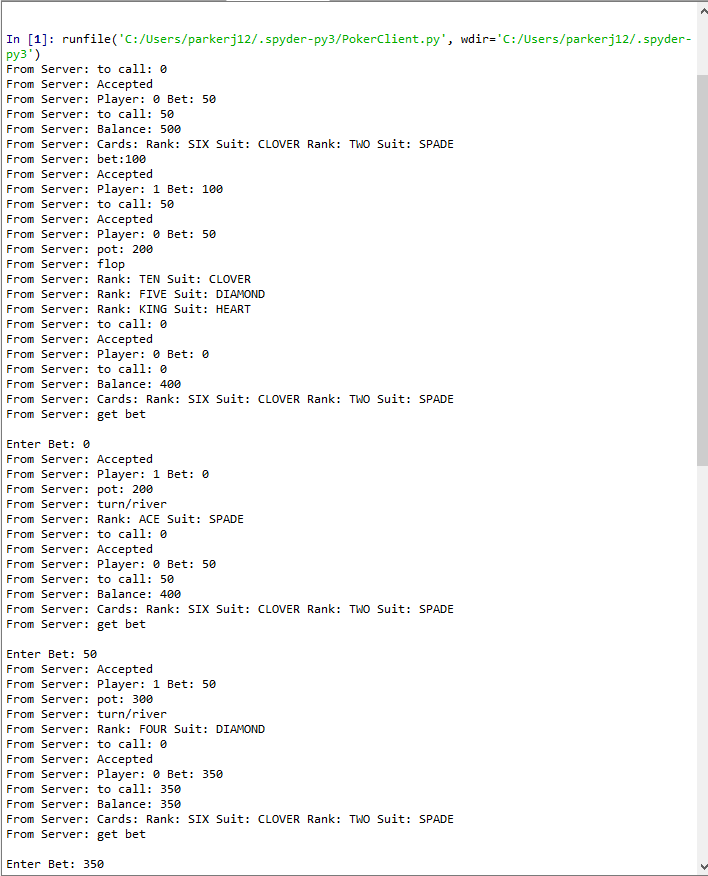 In [1]: runfile('C:/Users/parkerj12/.spyder-py3/PokerClient.py', wdir='C:/Users/parkerj12/.spyder-
py3')
From Server: to call: 0
From Server: Accepted
From Server: Player: 0 Bet: 50
From Server: to call: 50
From Server: Balance: 500
From Server: Cards: Rank: SIX Suit: CLOVER Rank: TWO Suit: SPADE
From Server: bet:100
From Server: Accepted
From Server: Player: 1 Bet: 100
From Server: to call: 50
From Server: Accepted
From Server: Player: 0 Bet: 50
From Server: pot: 200
From Server: flop
From Server: Rank: TEN Suit: CLOVER
From Server: Rank: FIVE Suit: DIAMOND
From Server: Rank: KING Suit: HEART
From Server: to call: 0
From Server: Accepted
From Server: Player: 0 Bet: 0
From Server: to call: 0
From Server: Balance: 400
From Server: Cards: Rank: SIX Suit: CLOVER Rank: TWO Suit: SPADE
From Server: get bet
Enter Bet: 0
From Server: Accepted
From Server: Player: 1 Bet: 0
From Server: pot: 200
From Server: turn/river
From Server: Rank: ACE Suit: SPADE
From Server: to call: 0
From Server: Accepted
From Server: Player: 0 Bet: 50
From Server: to call: 50
From Server: Balance: 400
From Server: Cards: Rank: SIX Suit: CLOVER Rank: TWO Suit: SPADE
From Server: get bet
Enter Bet: 50
From Server: Accepted
From Server: Player: 1 Bet: 50
From Server: pot: 300
From Server: turn/river
From Server: Rank: FOUR Suit: DIAMOND
From Server: to call: 0
From Server: Accepted
From Server: Player: 0 Bet: 350
From Server: to call: 350
From Server: Balance: 350
From Server: Cards: Rank: SIX Suit: CLOVER Rank: TWO Suit: SPADE
From Server: get bet
Enter Bet: 350